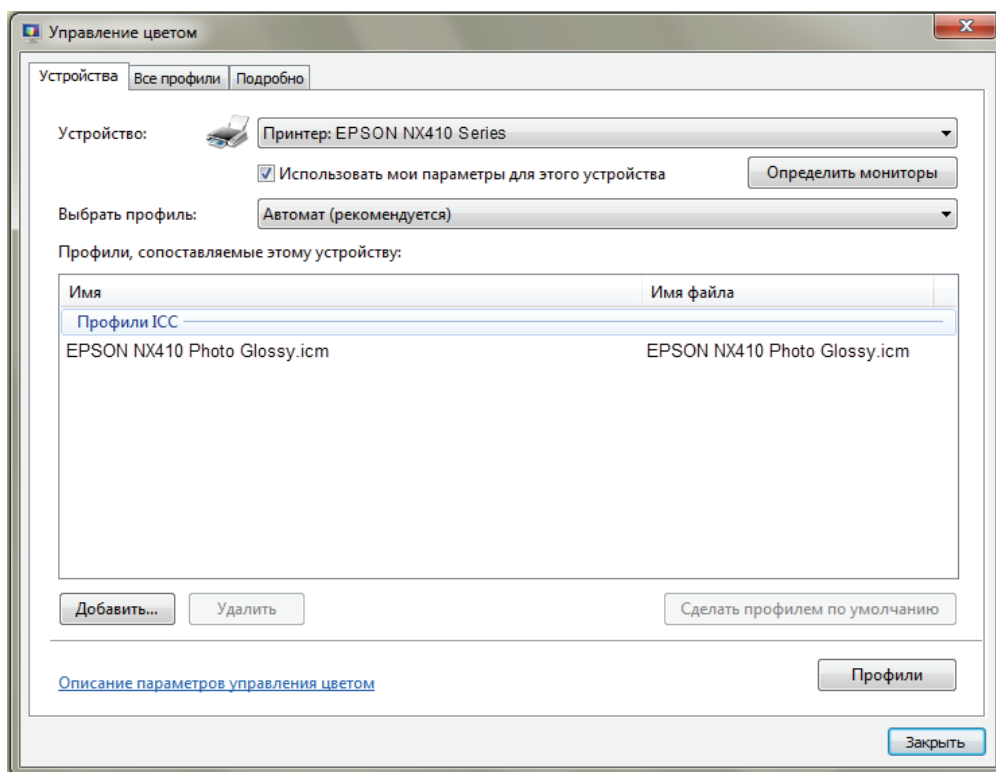 Управление цветом
Устройства Все профили Подробно
Устройство: Принтер: EPSON NX410 Series
Использовать мои параметры для этого устройства Определить мониторы
Выбрать профиль: Автомат (рекомендуется)
Профили, сопоставляемые этому устройству:
Имя Имя файла
Профили ICC
EPSON NX410 Photo Glossy.icm EPSON NX410 Photo Glossy.icm
Добавить... Удалить Сделать профилем по умолчанию
Описание параметров управления цветом Профили
Закрыть